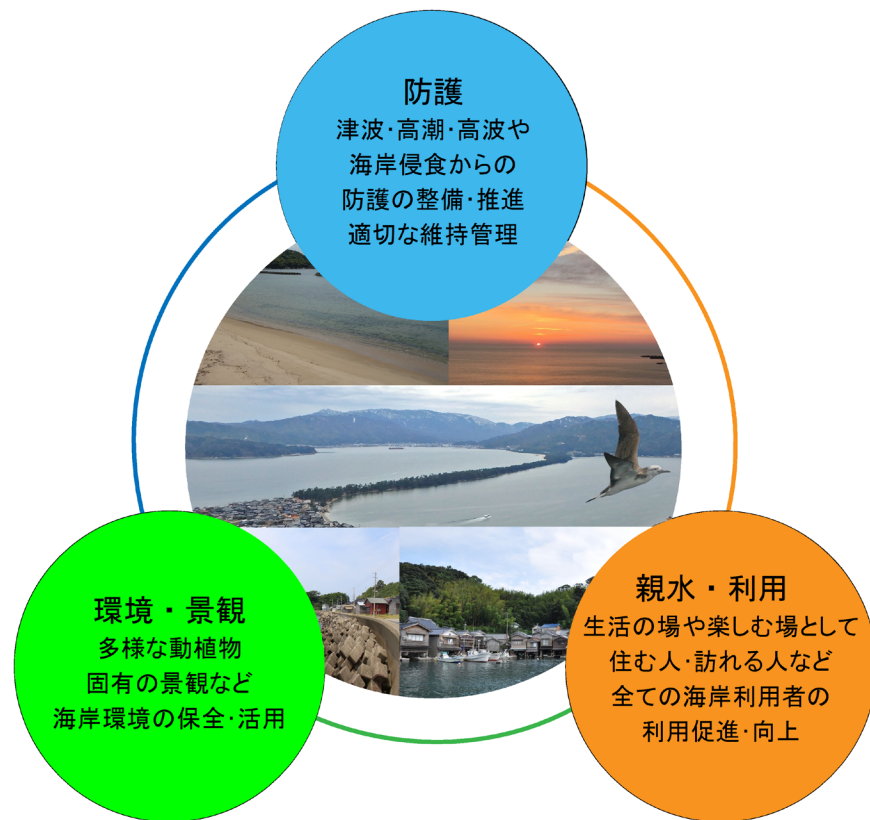 防護
津波・高潮・高波や
海岸侵食からの
防護の整備・推進
適切な維持管理
環境・景観
多様な動植物
固有の景観など
海岸環境の保全・活用
親水・利用
生活の場や楽しむ場として
住む人・訪れる人など
全ての海岸利用者の
利用促進・向上